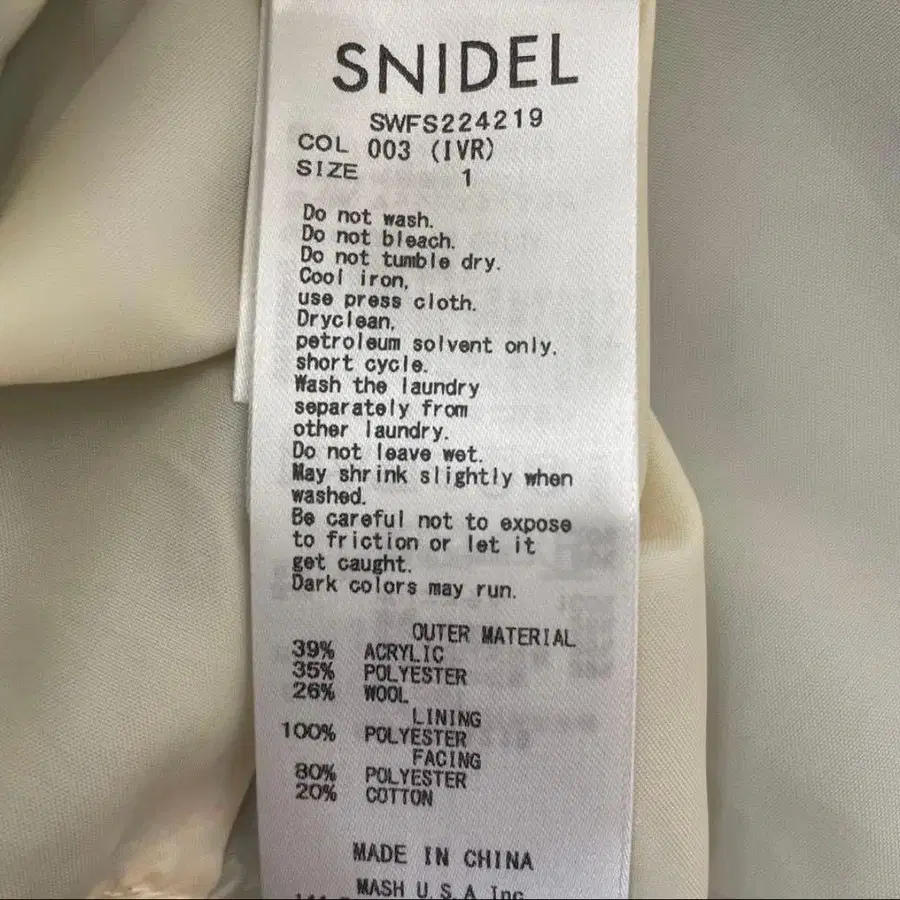 SNIDEL
SWFS224219
COL 003 (IVR)
SIZE 1
Do not wash.
Do not bleach.
Do not tumble dry.
Cool iron,
use press cloth.
Dryclean,
petroleum solvent only.
short cycle.
Wash the laundry
separately from
other laundry.
Do not leave wet.
May shrink slightly when
washed.
Be careful not to expose
to friction or let it
get caught.
Dark colors may run.
OUTER MATERIAL
39% ACRYLIC
35% POLYESTER
26% WOOL
LINING
100% POLYESTER
FACING
80% POLYESTER
20% COTTON
MADE IN CHINA
MASH U.S.A Inc.